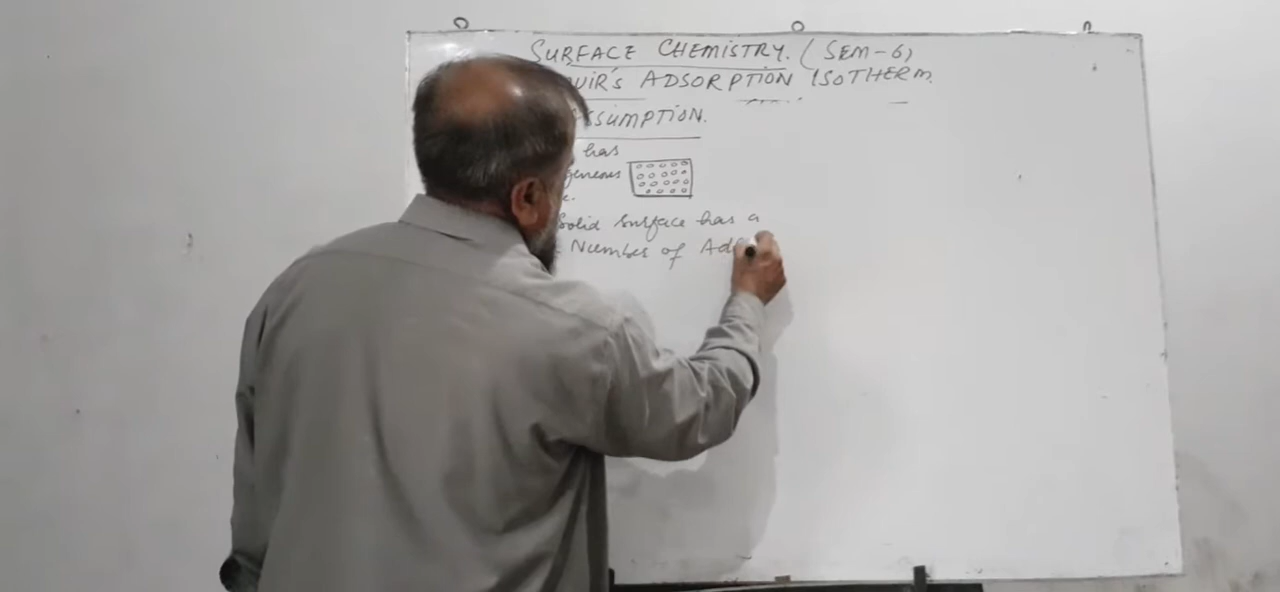 SURFACE CHEMISTRY. (SEM-6)
UIR'S ADSORPTION ISOTHERM.
SSUMPTION.
has
geneous
e.
Solid surface has a
Number of Ad